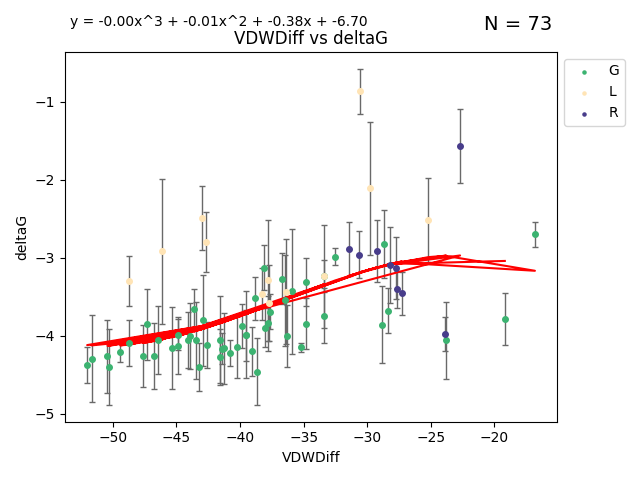 y = -0.00x^3 + -0.01x^2 + -0.38x + -6.70
N = 73
VDWDiff vs deltaG
G
L
R
−1
−2
−3
−4
−5
deltaG
−50
−45
−40
−35
−30
−25
−20
VDWDiff